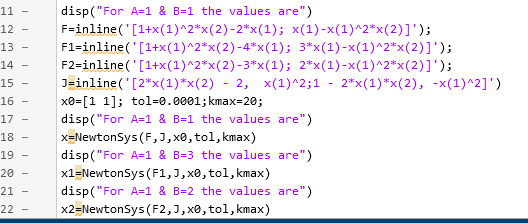 11 - disp("For A=1 & B=1 the values are")
12 - F=inline('[1+x(1)^2*x(2)-2*x(1); x(1)-x(1)^2*x(2)]');
13 - F1=inline('[1+x(1)^2*x(2)-4*x(1); 3*x(1)-x(1)^2*x(2)]');
14 - F2=inline('[1+x(1)^2*x(2)-3*x(1); 2*x(1)-x(1)^2*x(2)]');
15 - J=inline('[2*x(1)*x(2) - 2, x(1)^2;1 - 2*x(1)*x(2), -x(1)^2]')
16 - x0=[1 1]; tol=0.0001;kmax=20;
17 - disp("For A=1 & B=1 the values are")
18 - x=NewtonSys(F,J,x0,tol,kmax)
19 - disp("For A=1 & B=3 the values are")
20 - x1=NewtonSys(F1,J,x0,tol,kmax)
21 - disp("For A=1 & B=2 the values are")
22 - x2=NewtonSys(F2,J,x0,tol,kmax)